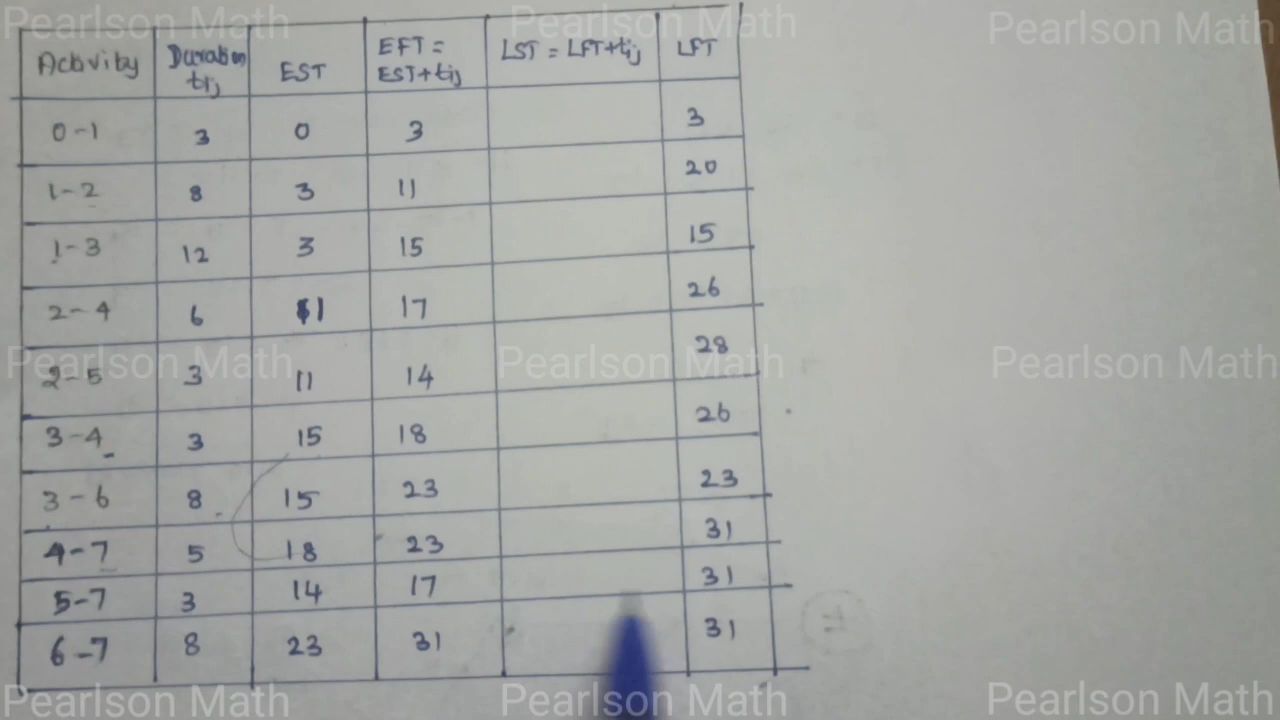 Pearlson Math Pearlson Math Pearlson Math
Activity Duration tij EST EFT = EST+tij LST = LFT+tij LFT
0-1 3 0 3 3
1-2 8 3 11 20
1-3 12 3 15 15
2-4 6 11 17 26
Pearlson Math Pearlson Math Pearlson Math
2-5 3 11 14 28
3-4 3 15 18 26
3-6 8 15 23 23
4-7 5 18 23 31
5-7 3 14 17 31
6-7 8 23 31 31
Pearlson Math Pearlson Math Pearlson Math